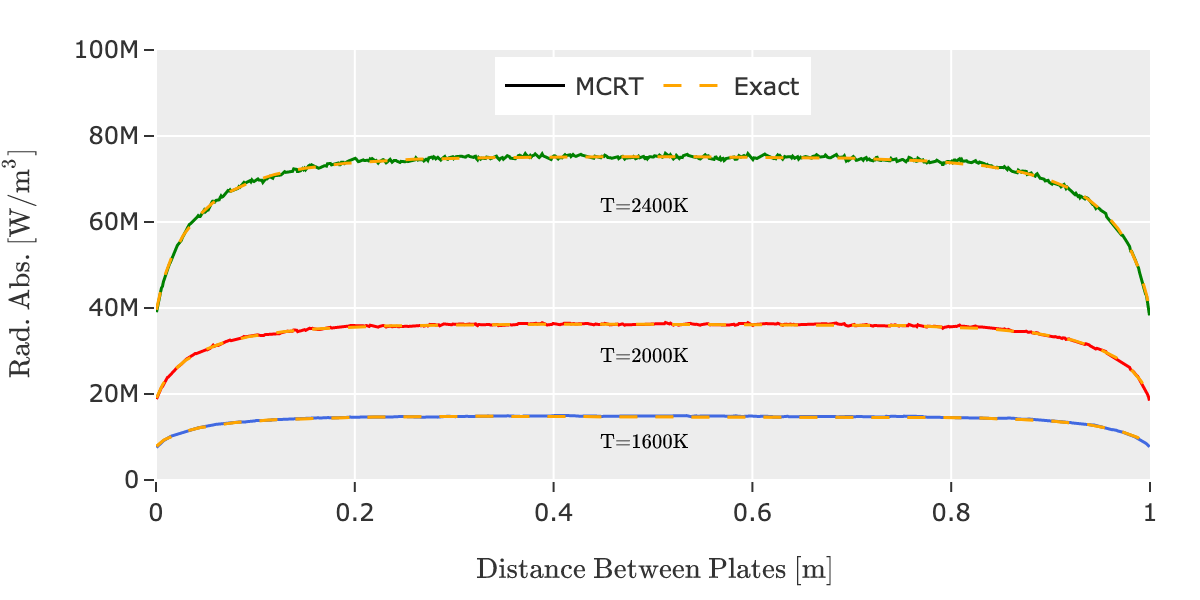 100M
MCRT Exact
80M
60M
40M
20M
0
T=2400K
T=2000K
T=1600K
0 0.2 0.4 0.6 0.8 1
Distance Between Plates [m]
Rad. Abs. [W/m³]